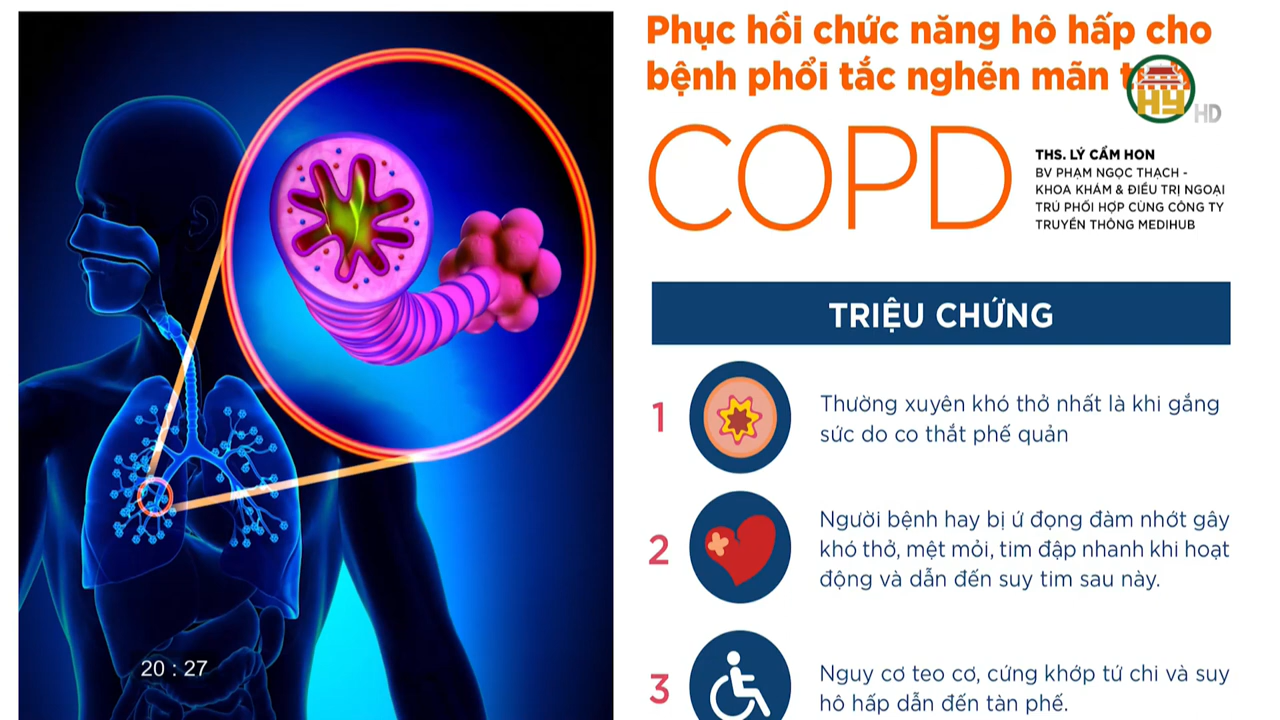 Phục hồi chức năng hô hấp cho
bệnh phổi tắc nghẽn mãn
HY HD
COPD
THS. LÝ CẨM HON
BV PHẠM NGỌC THẠCH -
KHOA KHÁM & ĐIỀU TRỊ NGOẠI
TRÚ PHỐI HỢP CÙNG CÔNG TY
TRUYỀN THÔNG MEDIHUB
TRIỆU CHỨNG
1 Thường xuyên khó thở nhất là khi gắng
sức do co thắt phế quản
2 Người bệnh hay bị ứ đọng đàm nhớt gây
khó thở, mệt mỏi, tim đập nhanh khi hoạt
động và dẫn đến suy tim sau này.
3 Nguy cơ teo cơ, cứng khớp tứ chi và suy
hô hấp dẫn đến tàn phế.
20 : 27